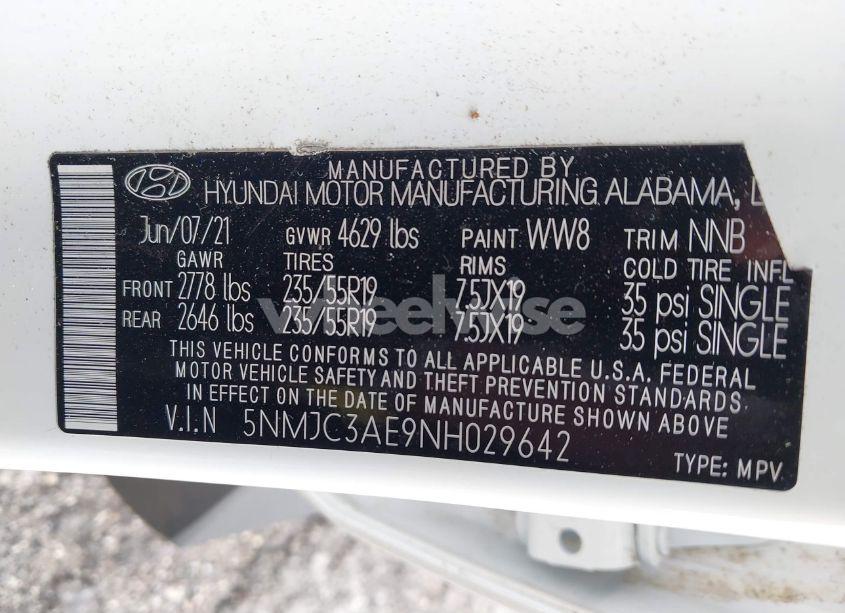 MANUFACTURED BY
HYUNDAI MOTOR MANUFACTURING ALABAMA, L
Jun/07/21 GVWR 4629 lbs PAINT WW8 TRIM NNB
GAWR TIRES RIMS COLD TIRE INFL
FRONT 2778 lbs 235/55R19 7.5JX19 35 psi SINGLE
REAR 2646 lbs 235/55R19 7.5JX19 35 psi SINGLE
THIS VEHICLE CONFORMS TO ALL APPLICABLE U.S.A. FEDERAL
MOTOR VEHICLE SAFETY AND THEFT PREVENTION STANDARDS
IN EFFECT ON THE DATE OF MANUFACTURE SHOWN ABOVE
V.I.N 5NMJC3AE9NH029642
TYPE: MPV